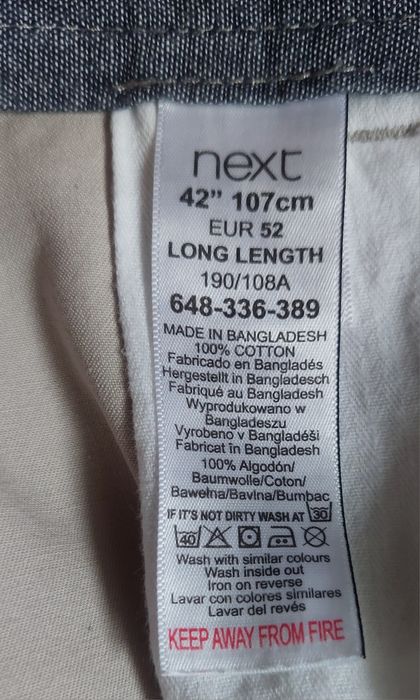 next
42” 107cm
EUR 52
LONG LENGTH
190/108A
648-336-389
MADE IN BANGLADESH
100% COTTON
Fabricado en Bangladés
Hergestellt in Bangladesch
Fabriqué au Bangladesh
Wyprodukowano w
Bangladeszu
Vyrobeno v Bangladéši
Fabricat în Bangladesh
100% Algodón/
Baumwolle/Coton/
Bawełna/Bavlna/Bumbac
IF IT'S NOT DIRTY WASH AT 30
40
Wash with similar colours
Wash inside out
Iron on reverse
Lavar con colores similares
Lavar del revés
KEEP AWAY FROM FIRE